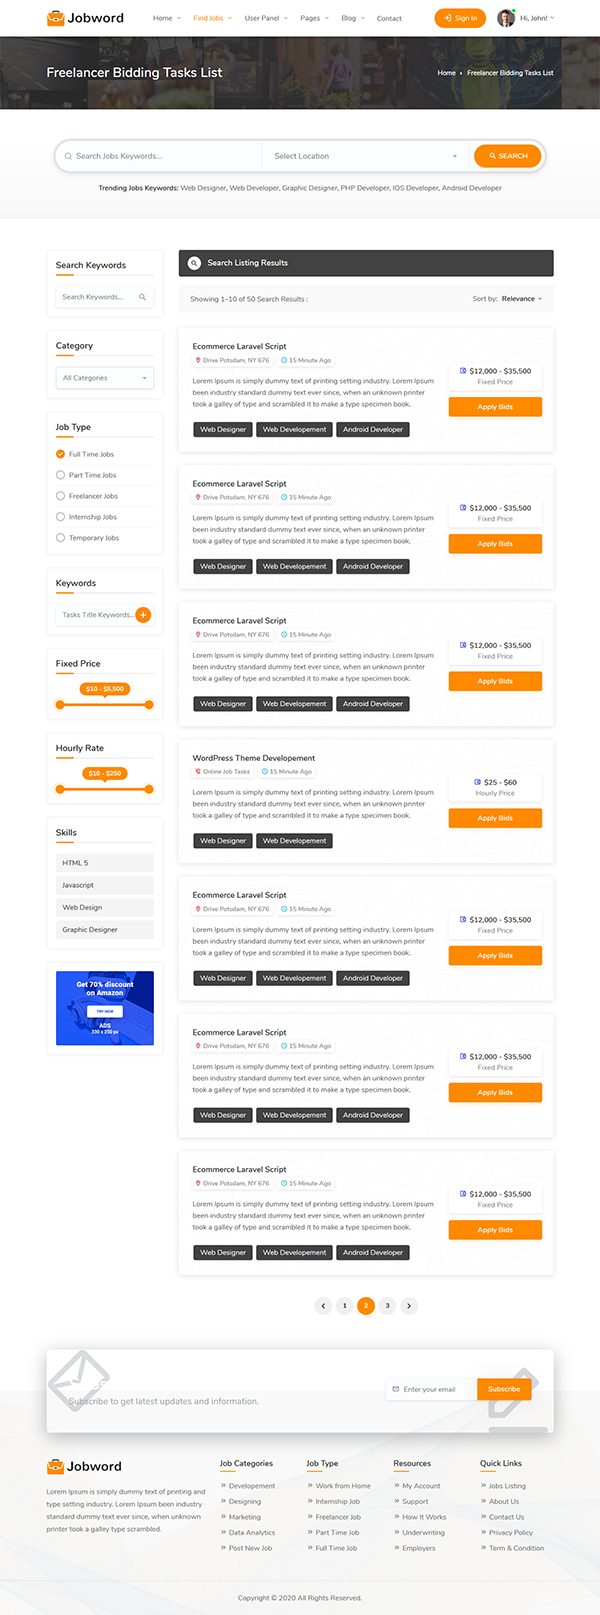 Jobword
Home Find Jobs User Panel Pages Blog Contact Sign In Hi, John!
Freelancer Bidding Tasks List
Home Freelancer Bidding Tasks List
Search Jobs Keywords... Select Location SEARCH
Trending Jobs Keywords: Web Designer, Web Developer, Graphic Designer, PHP Developer, IOS Developer, Android Developer
Search Keywords
Search Keywords...
Category
All Categories
Job Type
Full Time Jobs
Part Time Jobs
Freelancer Jobs
Internship Jobs
Temporary Jobs
Keywords
Tasks Title Keywords... +
Fixed Price
$10 - $5,500
Hourly Rate
$10 - $250
Skills
HTML 5
Javascript
Web Design
Graphic Designer
Get 70% discount
on Amazon
TRY NOW
ADS
330 x 250 px
Search Listing Results
Showing 1–10 of 50 Search Results :
Sort by: Relevance
Ecommerce Laravel Script
Drive Potsdam, NY 676 15 Minute Ago
Lorem Ipsum is simply dummy text of printing setting industry. Lorem Ipsum
been industry standard dummy text ever since, when an unknown printer
took a galley of type and scrambled it to make a type specimen book.
Web Designer Web Developement Android Developer
$12,000 - $35,500
Fixed Price
Apply Bids
Ecommerce Laravel Script
Drive Potsdam, NY 676 15 Minute Ago
Lorem Ipsum is simply dummy text of printing setting industry. Lorem Ipsum
been industry standard dummy text ever since, when an unknown printer
took a galley of type and scrambled it to make a type specimen book.
Web Designer Web Developement Android Developer
$12,000 - $35,500
Fixed Price
Apply Bids
Ecommerce Laravel Script
Drive Potsdam, NY 676 15 Minute Ago
Lorem Ipsum is simply dummy text of printing setting industry. Lorem Ipsum
been industry standard dummy text ever since, when an unknown printer
took a galley of type and scrambled it to make a type specimen book.
Web Designer Web Developement Android Developer
$12,000 - $35,500
Fixed Price
Apply Bids
WordPress Theme Developement
Online Job Tasks 15 Minute Ago
Lorem Ipsum is simply dummy text of printing setting industry. Lorem Ipsum
been industry standard dummy text ever since, when an unknown printer
took a galley of type and scrambled it to make a type specimen book.
Web Designer Web Developement
$25 - $60
Hourly Price
Apply Bids
Ecommerce Laravel Script
Drive Potsdam, NY 676 15 Minute Ago
Lorem Ipsum is simply dummy text of printing setting industry. Lorem Ipsum
been industry standard dummy text ever since, when an unknown printer
took a galley of type and scrambled it to make a type specimen book.
Web Designer Web Developement Android Developer
$12,000 - $35,500
Fixed Price
Apply Bids
Ecommerce Laravel Script
Drive Potsdam, NY 676 15 Minute Ago
Lorem Ipsum is simply dummy text of printing setting industry. Lorem Ipsum
been industry standard dummy text ever since, when an unknown printer
took a galley of type and scrambled it to make a type specimen book.
Web Designer Web Developement Android Developer
$12,000 - $35,500
Fixed Price
Apply Bids
Ecommerce Laravel Script
Drive Potsdam, NY 676 15 Minute Ago
Lorem Ipsum is simply dummy text of printing setting industry. Lorem Ipsum
been industry standard dummy text ever since, when an unknown printer
took a galley of type and scrambled it to make a type specimen book.
Web Designer Web Developement Android Developer
$12,000 - $35,500
Fixed Price
Apply Bids
1 2 3
Subscribe to get latest updates and information.
Enter your email Subscribe
Jobword
Lorem Ipsum is simply dummy text of printing and
type setting industry. Lorem Ipsum been industry
standard dummy text ever since, when an unknown
printer took a galley type scrambled.
Job Categories
Developement
Designing
Marketing
Data Analytics
Post New Job
Job Type
Work from Home
Internship Job
Freelancer Job
Part Time Job
Full Time Job
Resources
My Account
Support
How It Works
Underwriting
Employers
Quick Links
Jobs Listing
About Us
Contact Us
Privacy Policy
Term & Condition
Copyright © 2020 All Rights Reserved.